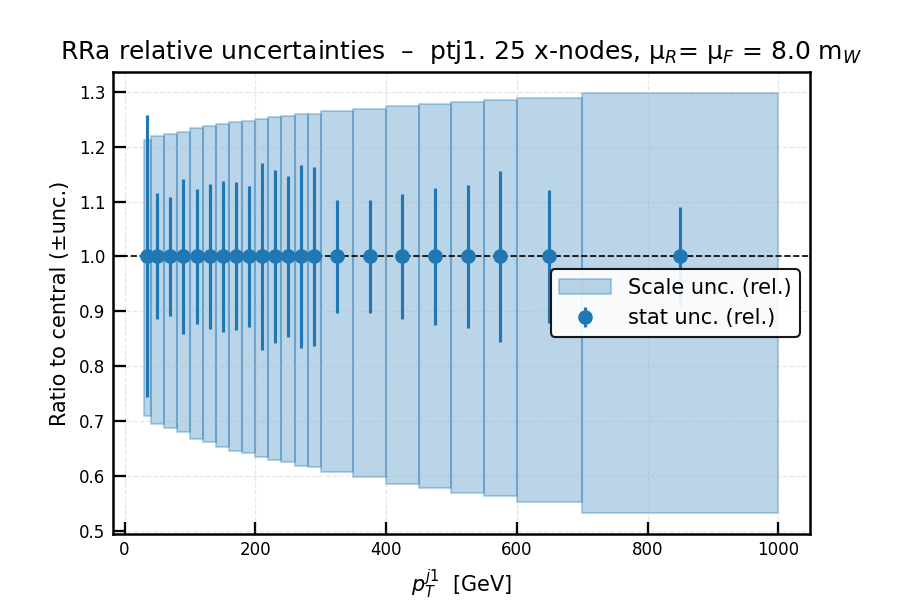 RRa relative uncertainties – ptj1. 25 x-nodes, μ_R= μ_F = 8.0 m_W
Ratio to central (±unc.)
1.3
1.2
1.1
1.0
0.9
0.8
0.7
0.6
0.5
Scale unc. (rel.)
stat unc. (rel.)
0 200 400 600 800 1000
p_T^{j1} [GeV]